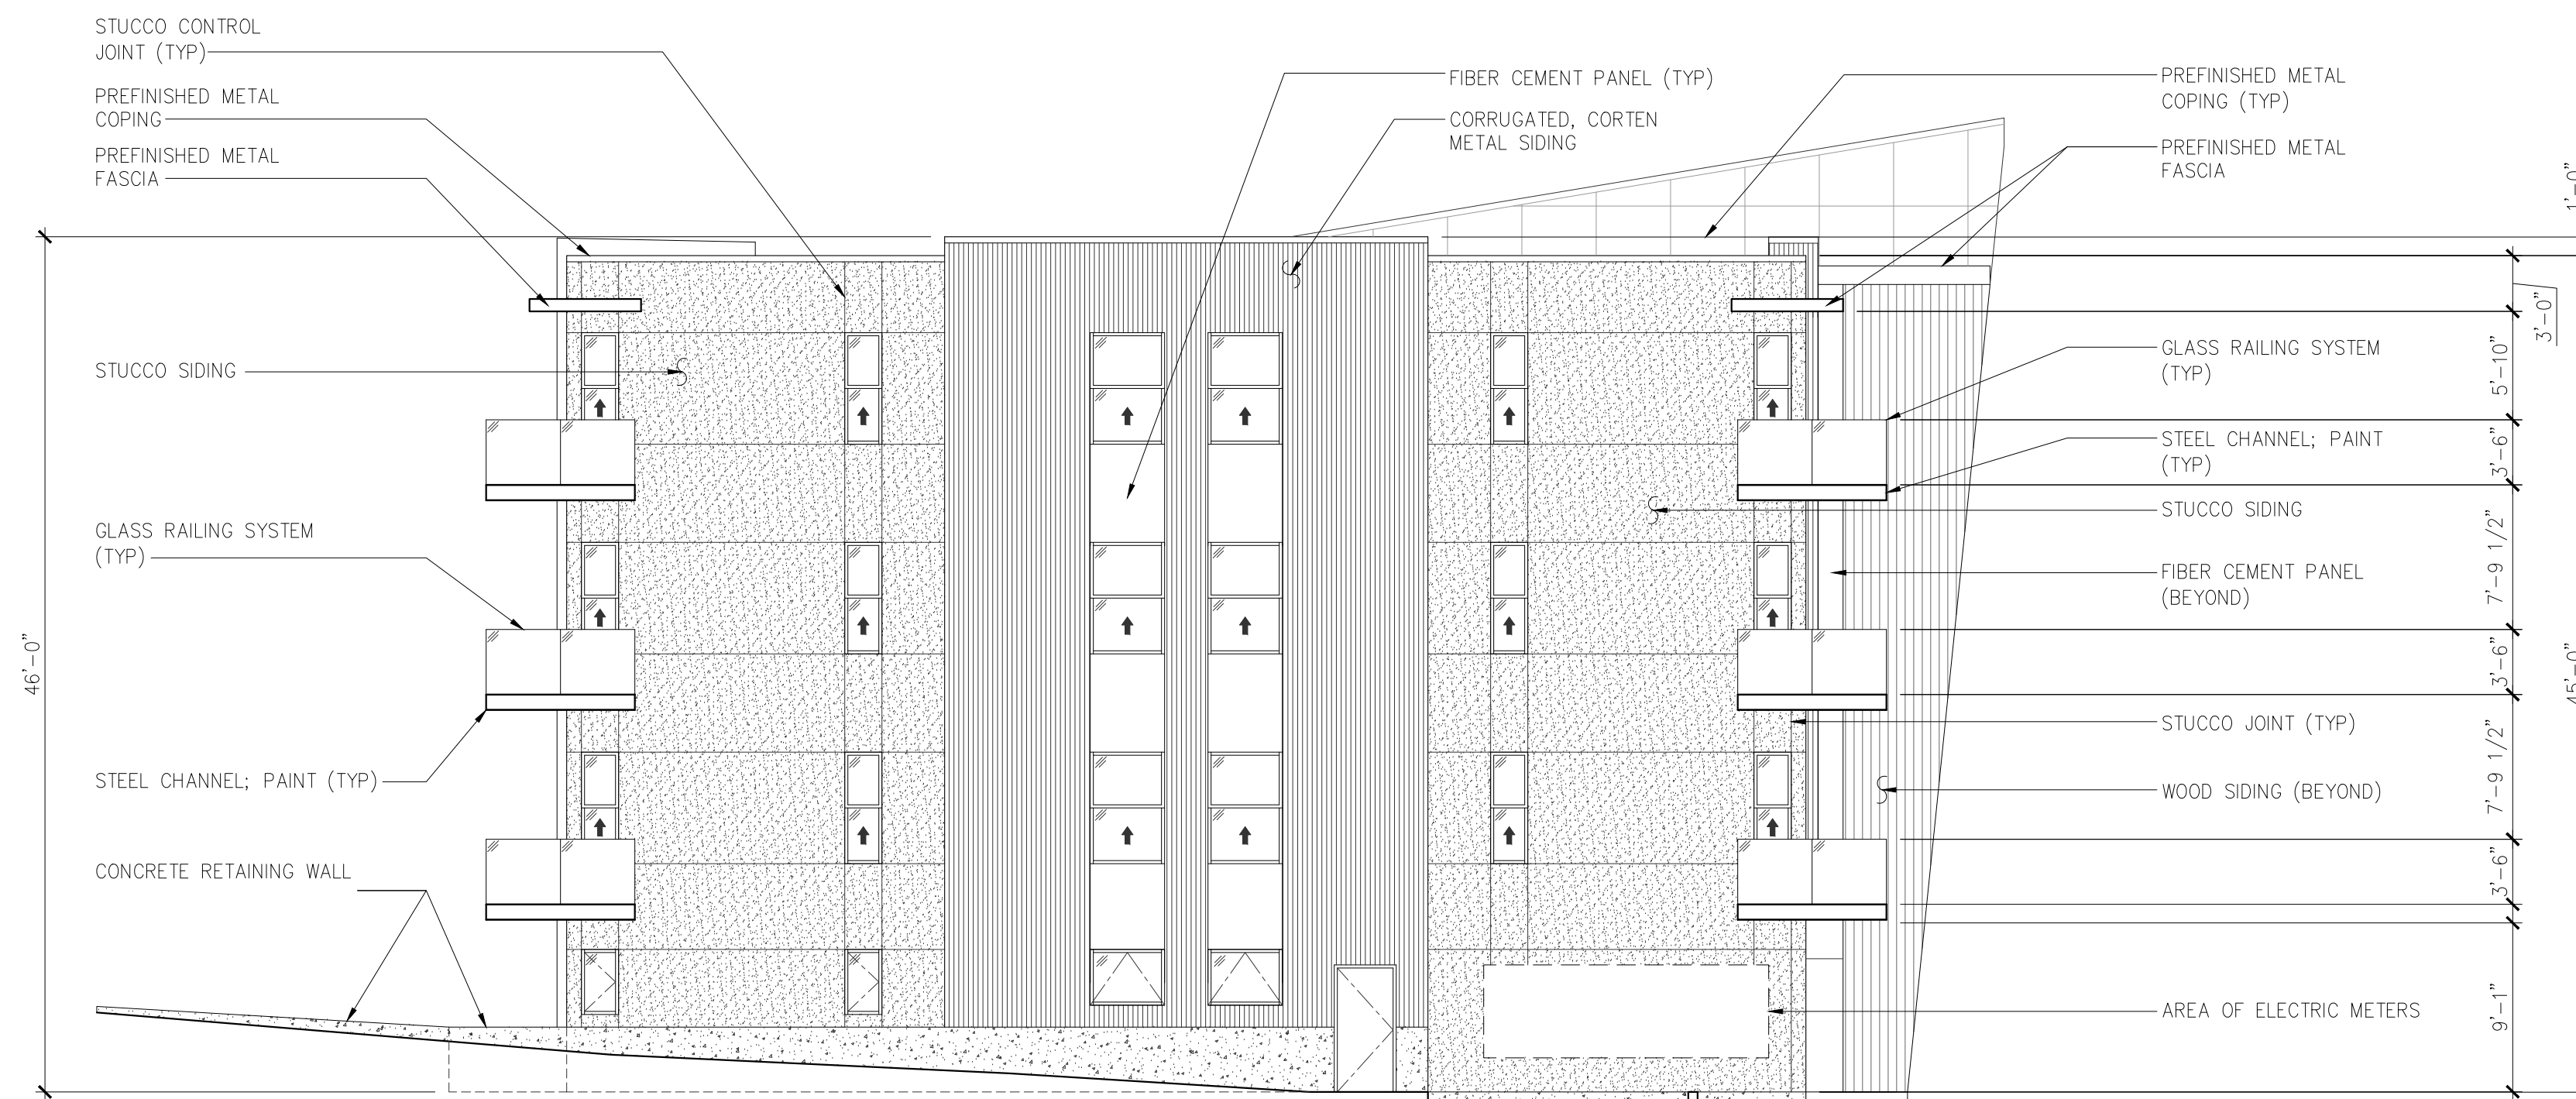 STUCCO CONTROL
JOINT (TYP)
PREFINISHED METAL
COPING
PREFINISHED METAL
FASCIA
STUCCO SIDING
GLASS RAILING SYSTEM
(TYP)
STEEL CHANNEL; PAINT (TYP)
CONCRETE RETAINING WALL
46'-0"
FIBER CEMENT PANEL (TYP)
CORRUGATED, CORTEN
METAL SIDING
PREFINISHED METAL
COPING (TYP)
PREFINISHED METAL
FASCIA
GLASS RAILING SYSTEM
(TYP)
STEEL CHANNEL; PAINT
(TYP)
STUCCO SIDING
FIBER CEMENT PANEL
(BEYOND)
STUCCO JOINT (TYP)
WOOD SIDING (BEYOND)
AREA OF ELECTRIC METERS
1'-0"
3'-0"
5'-10"
3'-6"
7'-9 1/2"
3'-6"
7'-9 1/2"
3'-6"
9'-1"
45'-0"